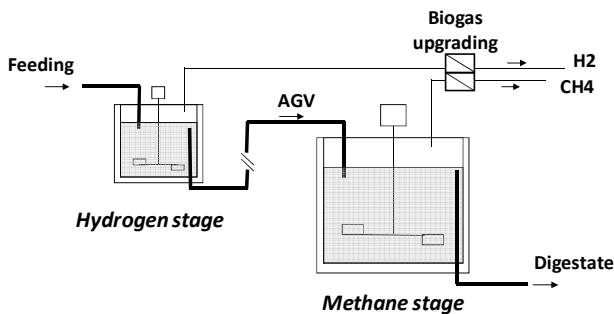 Biogas
upgrading
H2
CH4
Feeding
AGV
Hydrogen stage
Digestate
Methane stage